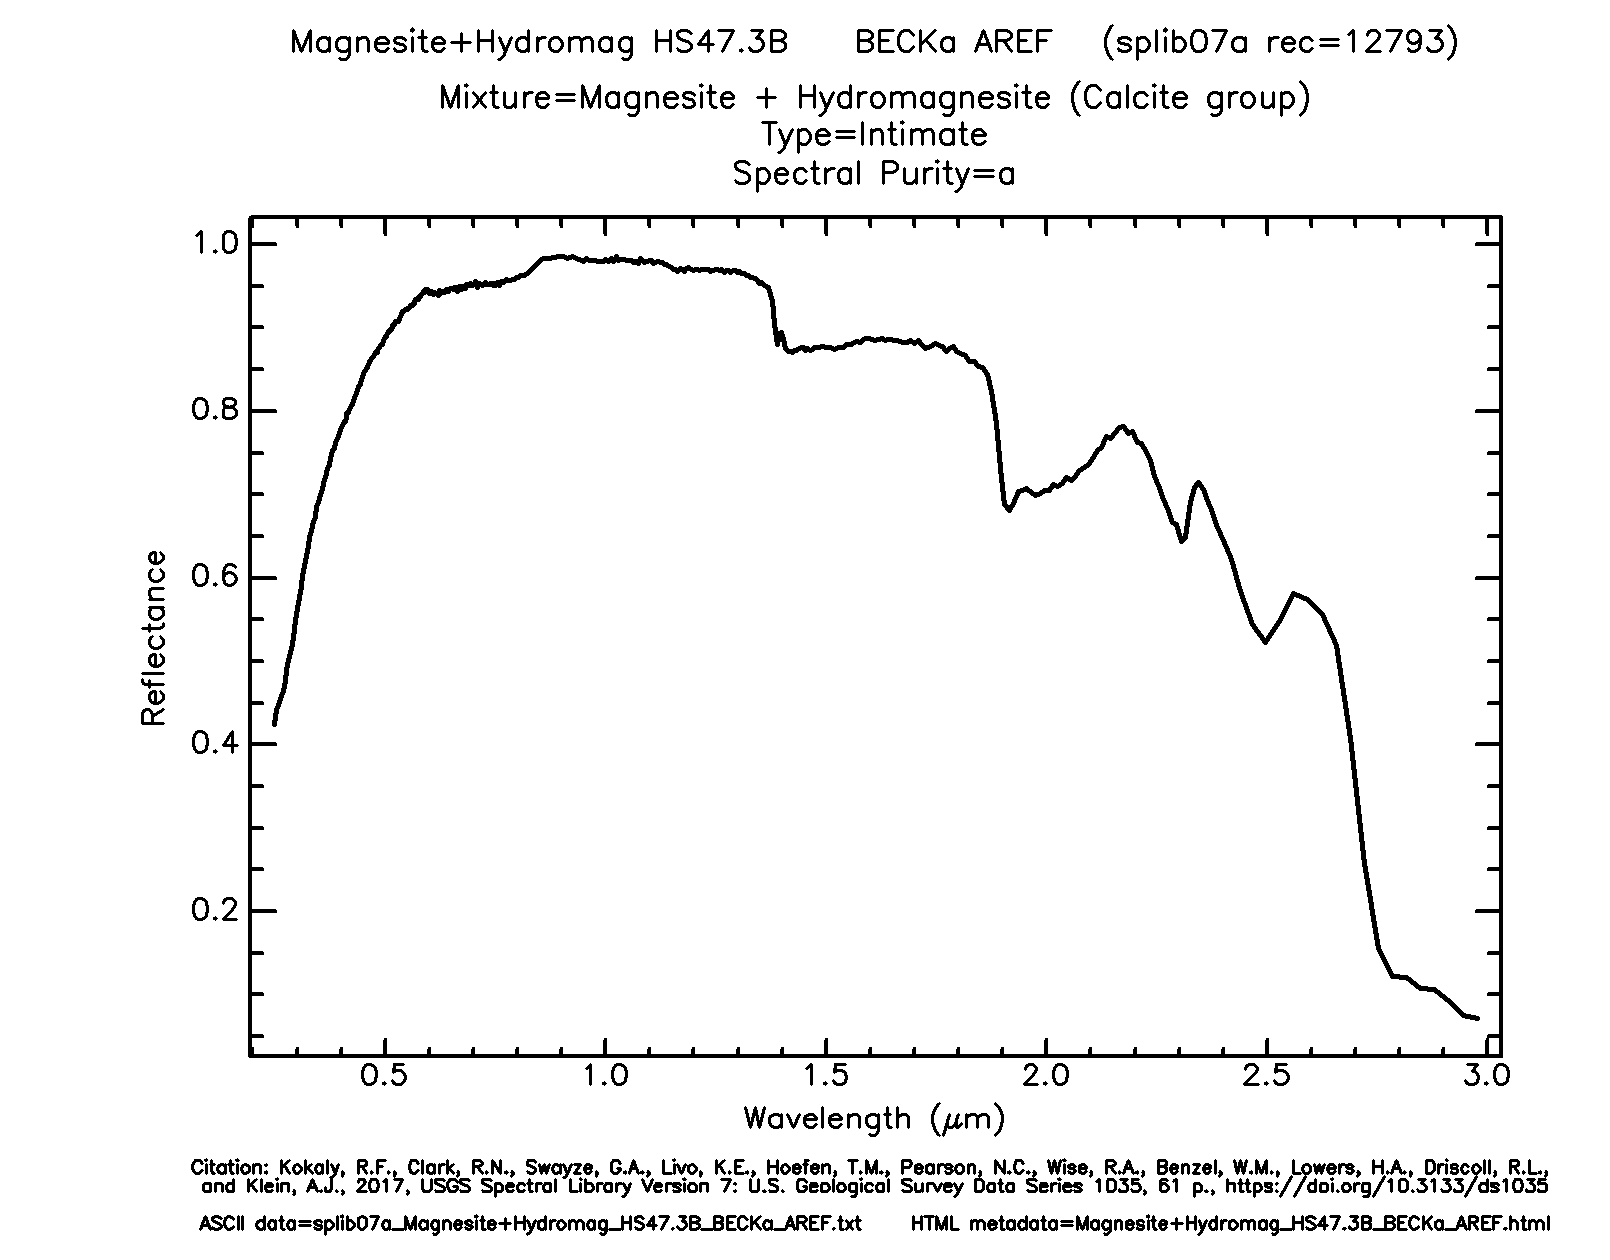 Magnesite+Hydromag HS47.3B BECKa AREF (splib07a rec=12793)
Mixture=Magnesite + Hydromagnesite (Calcite group)
Type=Intimate
Spectral Purity=a
1.0
0.8
0.6
0.4
0.2
Reflectance
0.5 1.0 1.5 2.0 2.5 3.0
Wavelength (μm)
Citation: Kokaly, R.F., Clark, R.N., Swayze, G.A., Livo, K.E., Hoefen, T.M., Pearson, N.C., Wise, R.A., Benzel, W.M., Lowers, H.A., Driscoll, R.L.,
and Klein, A.J., 2017, USGS Spectral Library Version 7: U.S. Geological Survey Data Series 1035, 61 p., https://doi.org/10.3133/ds1035
ASCII data=splib07a_Magnesite+Hydromag_HS47.3B_BECKa_AREF.txt HTML metadata=Magnesite+Hydromag_HS47.3B_BECKa_AREF.html